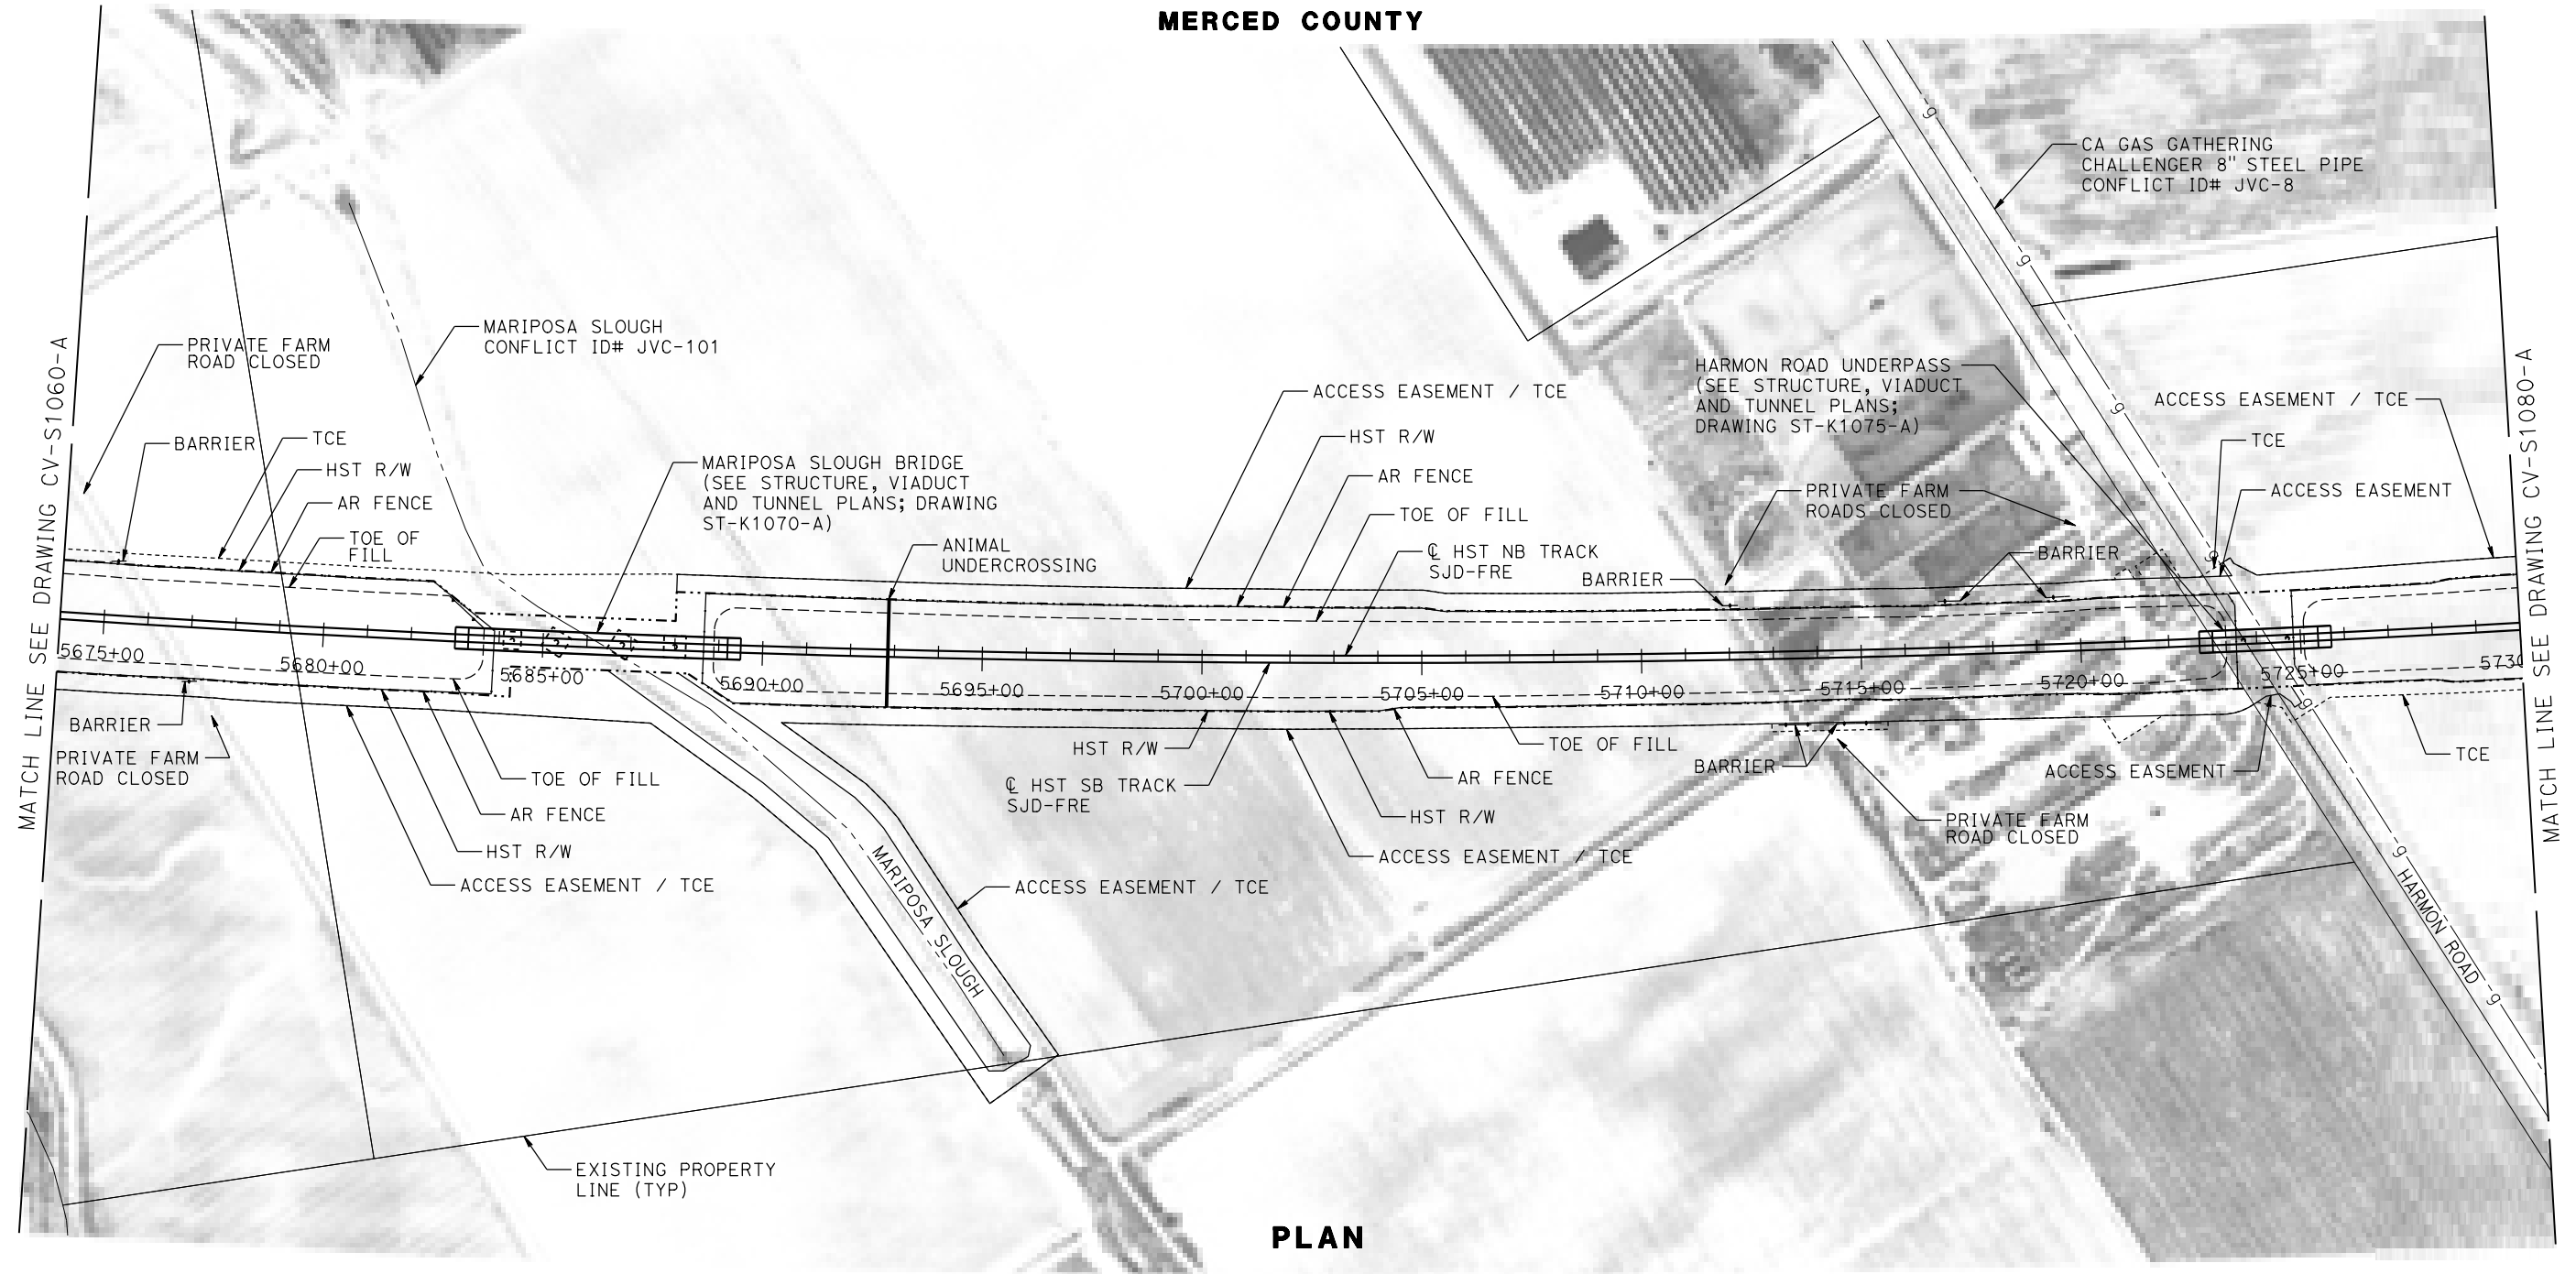 MERCED COUNTY
CA GAS GATHERING
CHALLENGER 8" STEEL PIPE
CONFLICT ID# JVC-8
MARIPOSA SLOUGH
CONFLICT ID# JVC-101
PRIVATE FARM
ROAD CLOSED
MATCH LINE SEE DRAWING CV-S1060-A
BARRIER
TCE
HST R/W
AR FENCE
TOE OF
FILL
MARIPOSA SLOUGH BRIDGE
(SEE STRUCTURE, VIADUCT
AND TUNNEL PLANS; DRAWING
ST-K1070-A)
ANIMAL
UNDERCROSSING
ACCESS EASEMENT / TCE
HST R/W
AR FENCE
TOE OF FILL
℄ HST NB TRACK
SJD-FRE
BARRIER
HARMON ROAD UNDERPASS
(SEE STRUCTURE, VIADUCT
AND TUNNEL PLANS;
DRAWING ST-K1075-A)
PRIVATE FARM
ROADS CLOSED
BARRIER
ACCESS EASEMENT / TCE
TCE
ACCESS EASEMENT
MATCH LINE SEE DRAWING CV-S1080-A
g
g
g
g
g
g
g
g
5675+00
5680+00
5685+00
5690+00
5695+00
5700+00
5705+00
5710+00
5715+00
5720+00
5725+00
5730
BARRIER
PRIVATE FARM
ROAD CLOSED
TOE OF FILL
AR FENCE
HST R/W
ACCESS EASEMENT / TCE
MARIPOSA SLOUGH
ACCESS EASEMENT / TCE
HST R/W
℄ HST SB TRACK
SJD-FRE
TOE OF FILL
AR FENCE
HST R/W
ACCESS EASEMENT / TCE
BARRIER
PRIVATE FARM
ROAD CLOSED
ACCESS EASEMENT
TCE
HARMON ROAD
EXISTING PROPERTY
LINE (TYP)
PLAN